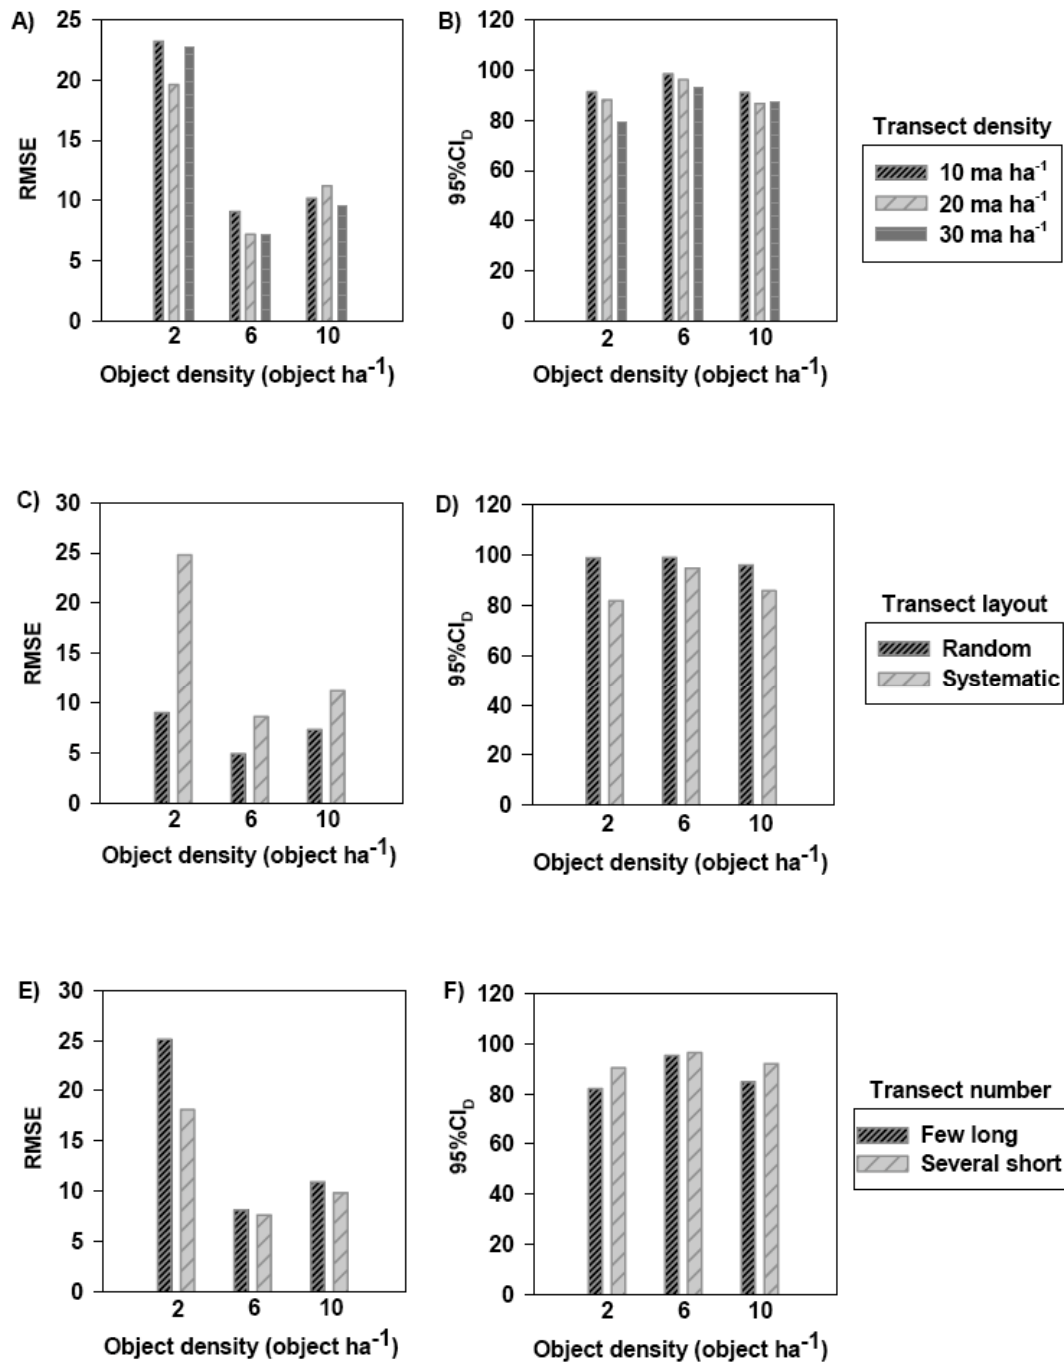 A)
25
20
15
10
5
0
RMSE
2 6 10
Object density (object ha-1)
B)
120
100
80
60
40
20
0
95%CID
2 6 10
Object density (object ha-1)
Transect density
10 ma ha-1
20 ma ha-1
30 ma ha-1
C)
30
25
20
15
10
5
0
RMSE
2 6 10
Object density (object ha-1)
D)
120
100
80
60
40
20
0
95%CID
2 6 10
Object density (object ha-1)
Transect layout
Random
Systematic
E)
30
25
20
15
10
5
0
RMSE
2 6 10
Object density (object ha-1)
F)
120
100
80
60
40
20
0
95%CID
2 6 10
Object density (object ha-1)
Transect number
Few long
Several short